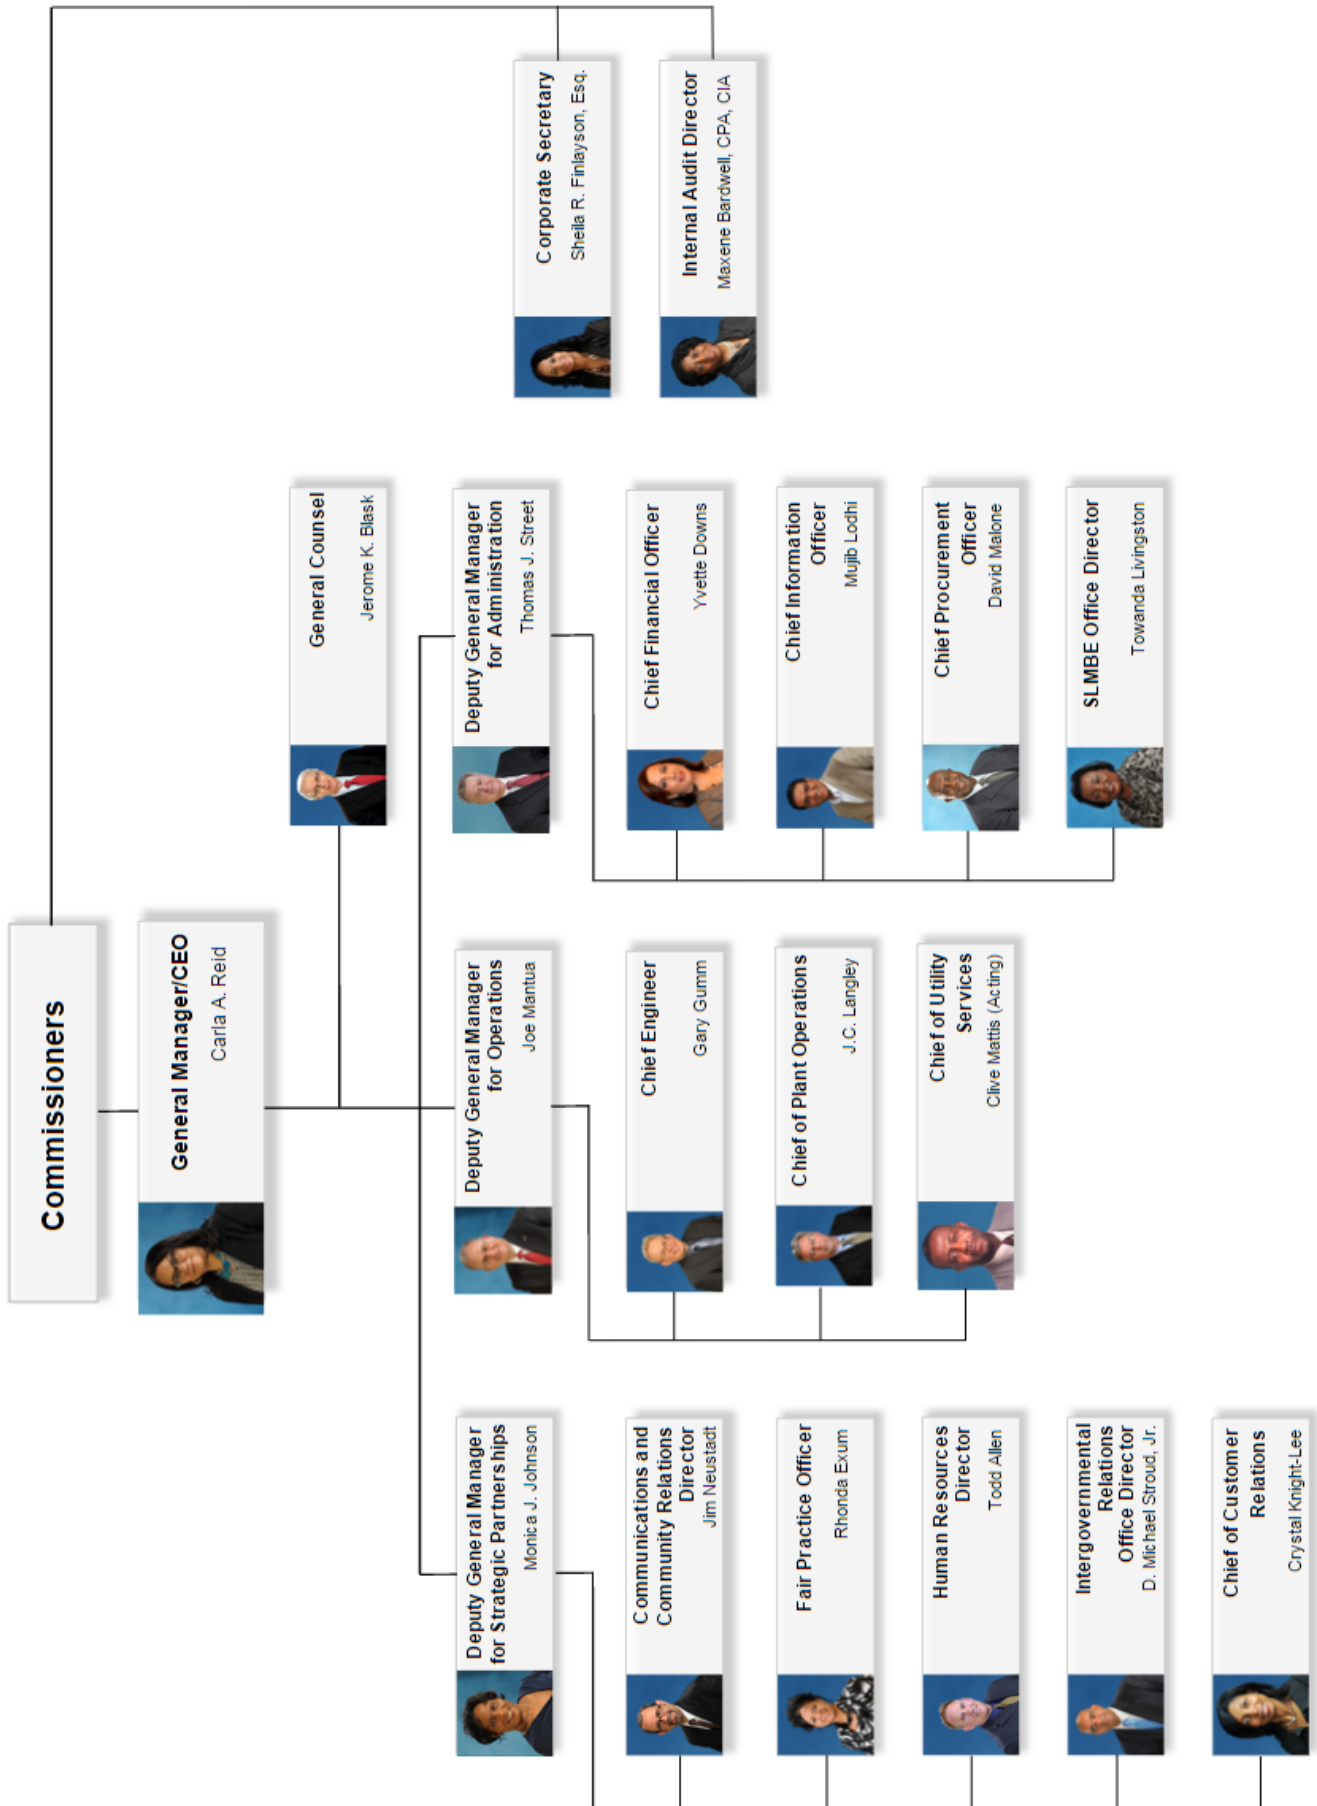 Commissioners
General Manager/CEO
Carla A. Reid
General Counsel
Jerome K. Blask
Corporate Secretary
Sheila R. Finlayson, Esq.
Internal Audit Director
Maxene Bardwell, CPA, CIA
Deputy General Manager
for Strategic Partnerships
Monica J. Johnson
Communications and
Community Relations
Director
Jim Neustadt
Fair Practice Officer
Rhonda Exum
Human Resources
Director
Todd Allen
Intergovernmental
Relations
Office Director
D. Michael Stroud, Jr.
Chief of Customer
Relations
Crystal Knight-Lee
Deputy General Manager
for Operations
Joe Mantua
Chief Engineer
Gary Gumm
Chief of Plant Operations
J.C. Langley
Chief of Utility
Services
Clive Mattis (Acting)
Deputy General Manager
for Administration
Thomas J. Street
Chief Financial Officer
Yvette Downs
Chief Information
Officer
Mujib Lodhi
Chief Procurement
Officer
David Malone
SLMBE Office Director
Towanda Livingston